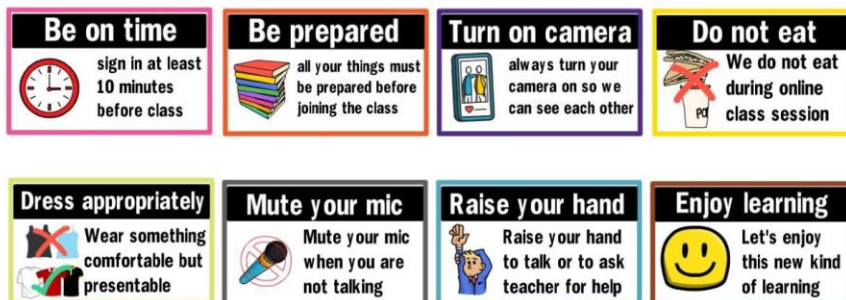 Be on time
sign in at least
10 minutes
before class
Be prepared
all your things must
be prepared before
joining the class
Turn on camera
always turn your
camera on so we
can see each other
Do not eat
We do not eat
during online
class session
Dress appropriately
Wear something
comfortable but
presentable
Mute your mic
Mute your mic
when you are
not talking
Raise your hand
Raise your hand
to talk or to ask
teacher for help
Enjoy learning
Let's enjoy
this new kind
of learning